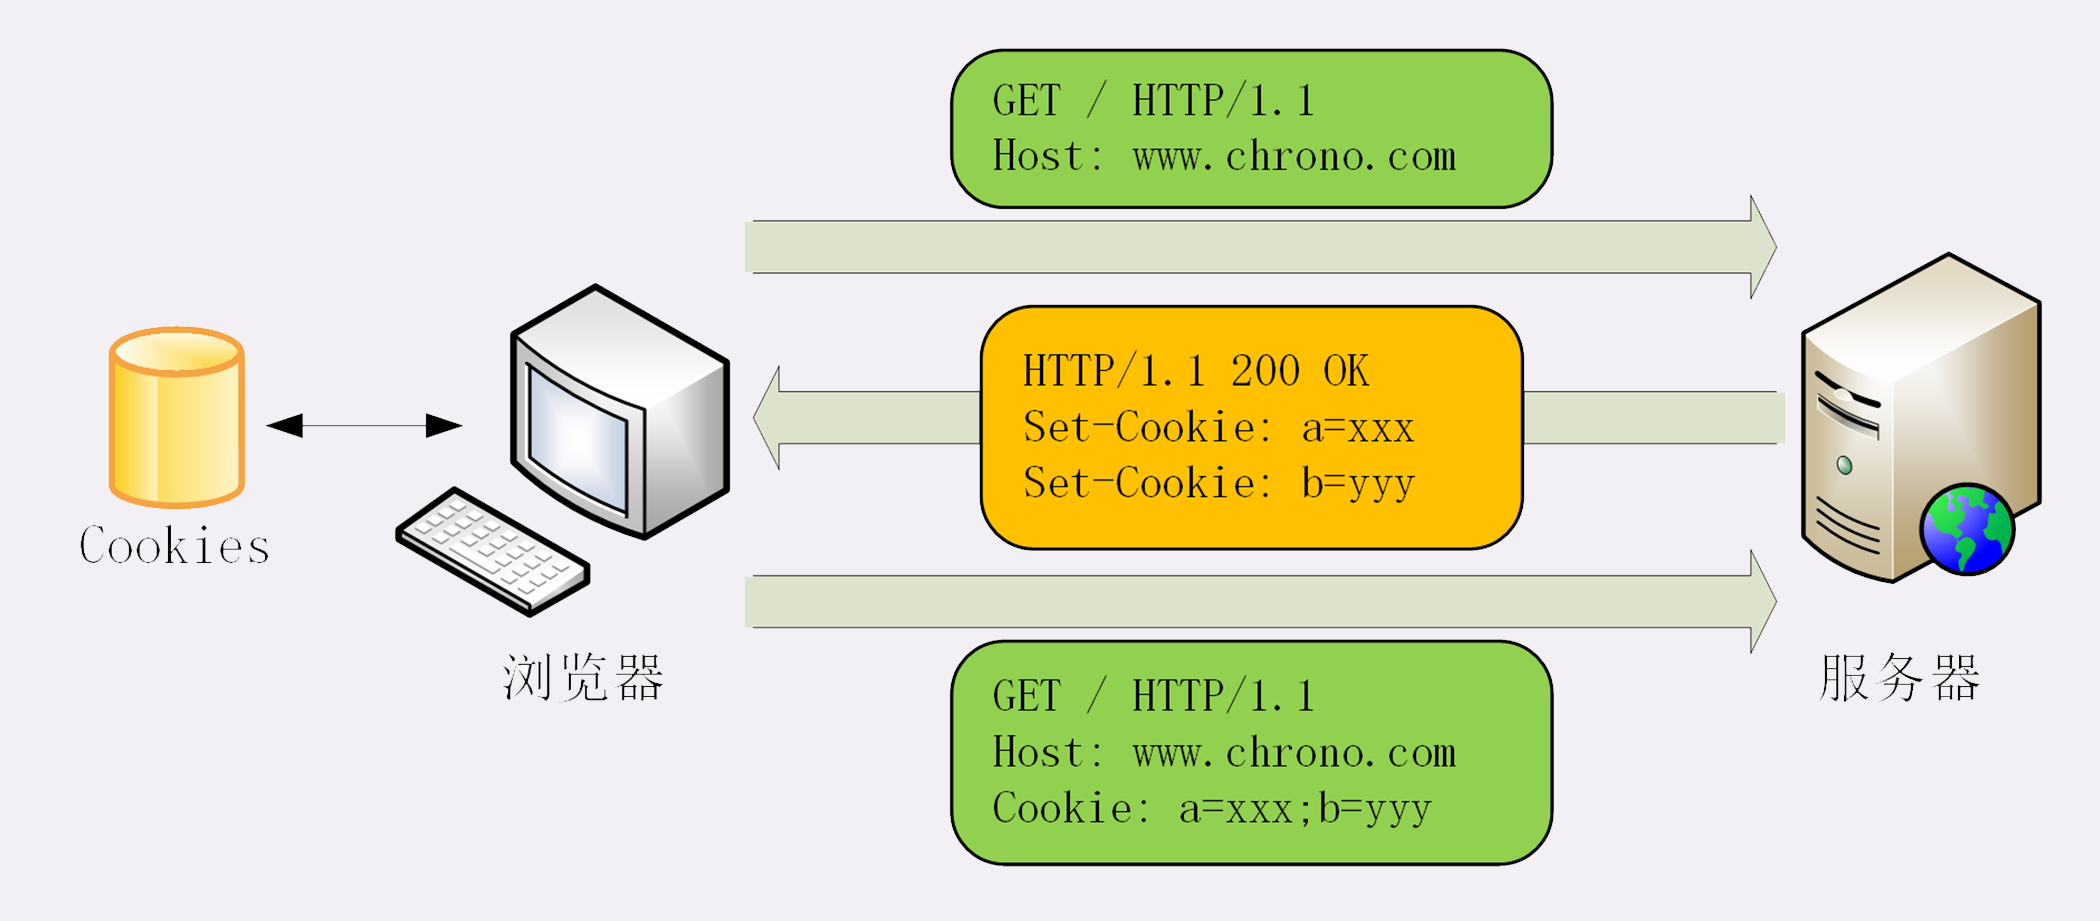 GET / HTTP/1.1
Host: www.chrono.com
HTTP/1.1 200 OK
Set-Cookie: a=xxx
Set-Cookie: b=yyy
Cookies
浏览器
服务器
GET / HTTP/1.1
Host: www.chrono.com
Cookie: a=xxx;b=yyy